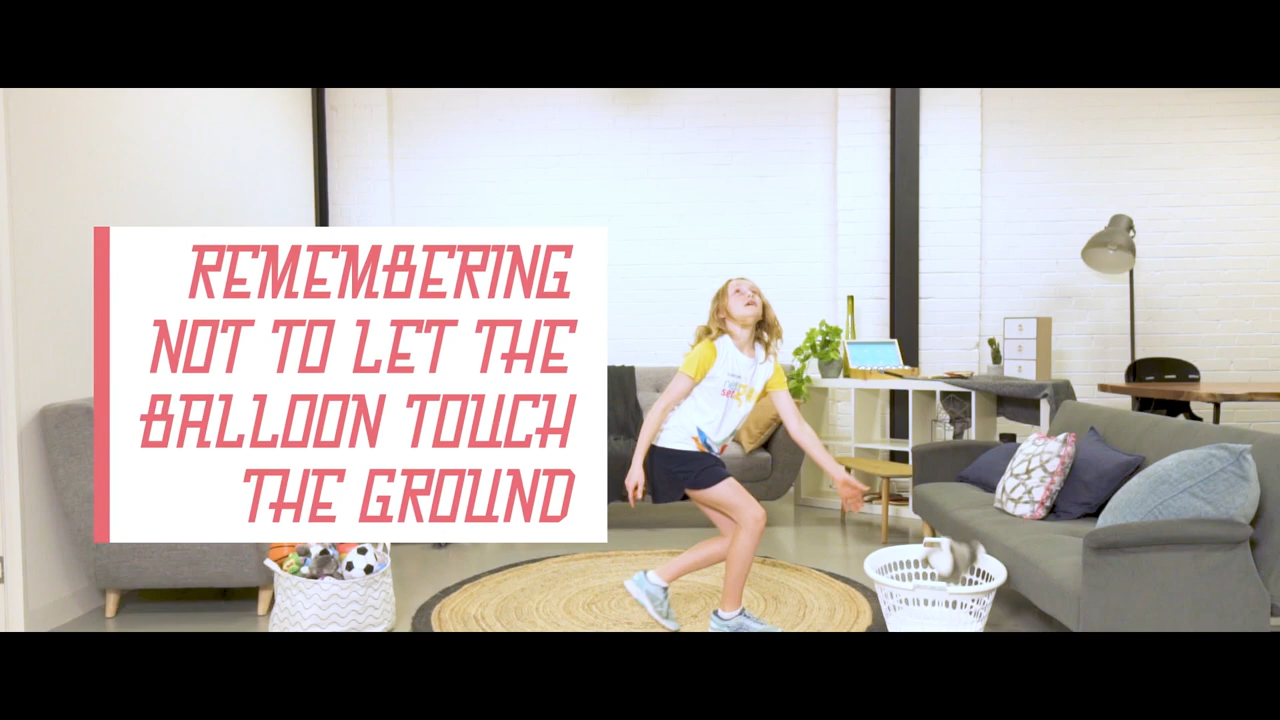 REMEMBERING
NOT TO LET THE
BALLOON TOUCH
THE GROUND